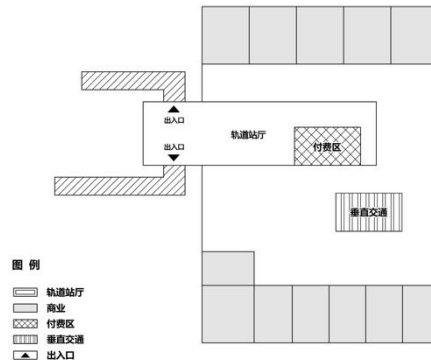 出入口
轨道站厅
出入口
付费区
垂直交通
图 例
轨道站厅
商业
付费区
垂直交通
出入口